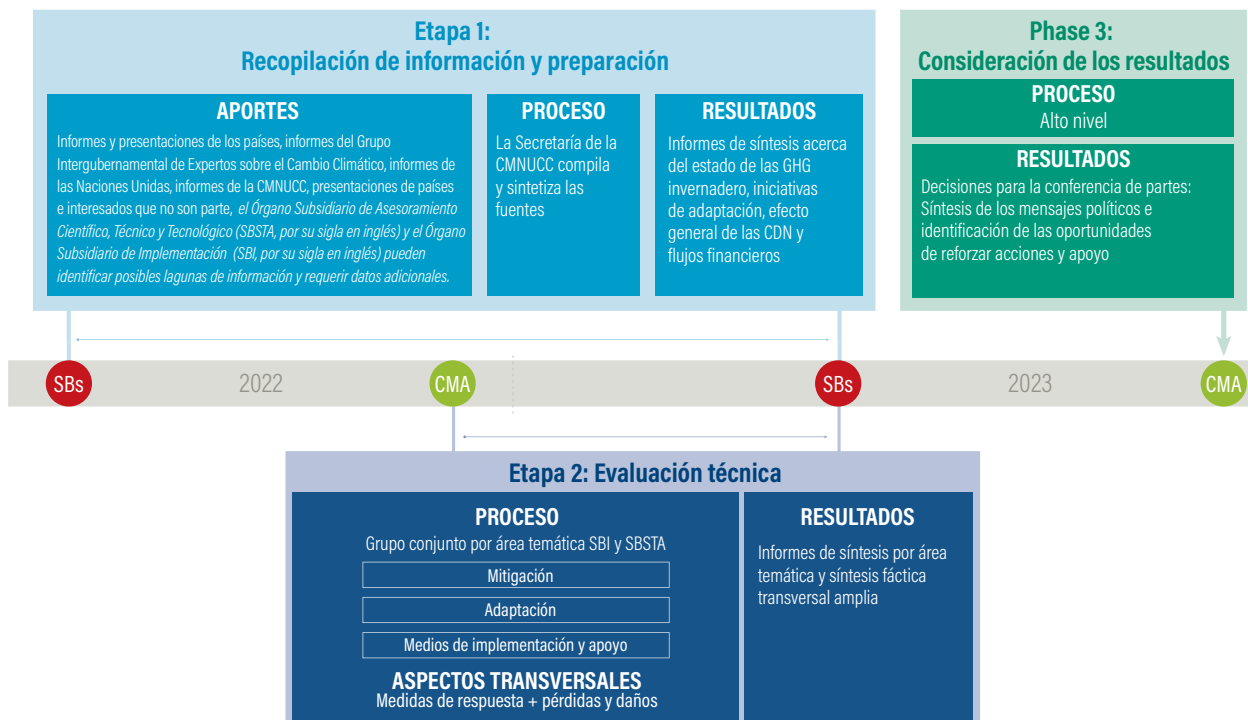 Etapa 1:
Recopilación de información y preparación
APORTES
Informes y presentaciones de los países, informes del Grupo
Intergubernamental de Expertos sobre el Cambio Climático, informes de
las Naciones Unidas, informes de la CMNUCC, presentaciones de países
e interesados que no son parte, el Órgano Subsidiario de Asesoramiento
Científico, Técnico y Tecnológico (SBSTA, por su sigla en inglés) y el Órgano
Subsidiario de Implementación (SBI, por su sigla en inglés) pueden
identificar posibles lagunas de información y requerir datos adicionales.
PROCESO
La Secretaría de la
CMNUCC compila
y sintetiza las
fuentes
RESULTADOS
Informes de síntesis acerca
del estado de las GHG
invernadero, iniciativas
de adaptación, efecto
general de las CDN y
flujos financieros
Phase 3:
Consideración de los resultados
PROCESO
Alto nivel
RESULTADOS
Decisiones para la conferencia de partes:
Síntesis de los mensajes políticos e
identificación de las oportunidades
de reforzar acciones y apoyo
SBs
2022
CMA
SBs
2023
CMA
Etapa 2: Evaluación técnica
PROCESO
Grupo conjunto por área temática SBI y SBSTA
Mitigación
Adaptación
Medios de implementación y apoyo
ASPECTOS TRANSVERSALES
Medidas de respuesta + pérdidas y daños
RESULTADOS
Informes de síntesis por área
temática y síntesis fáctica
transversal amplia